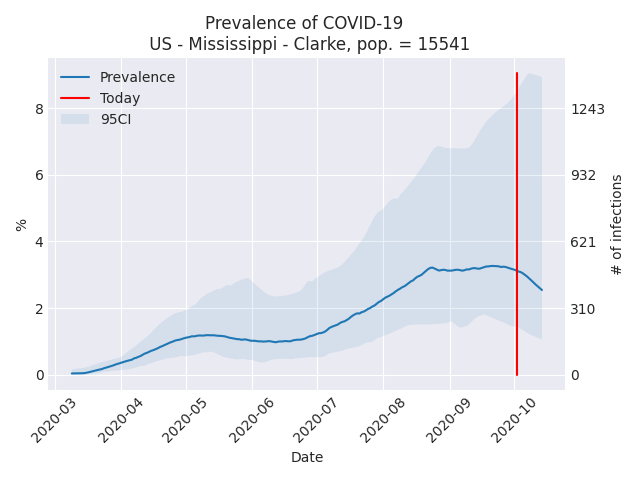 Prevalence of COVID-19
US - Mississippi - Clarke, pop. = 15541
Prevalence
Today
95CI
%
8
6
4
2
0
1243
932
621
310
0
# of infections
2020-03
2020-04
2020-05
2020-06
2020-07
2020-08
2020-09
2020-10
Date